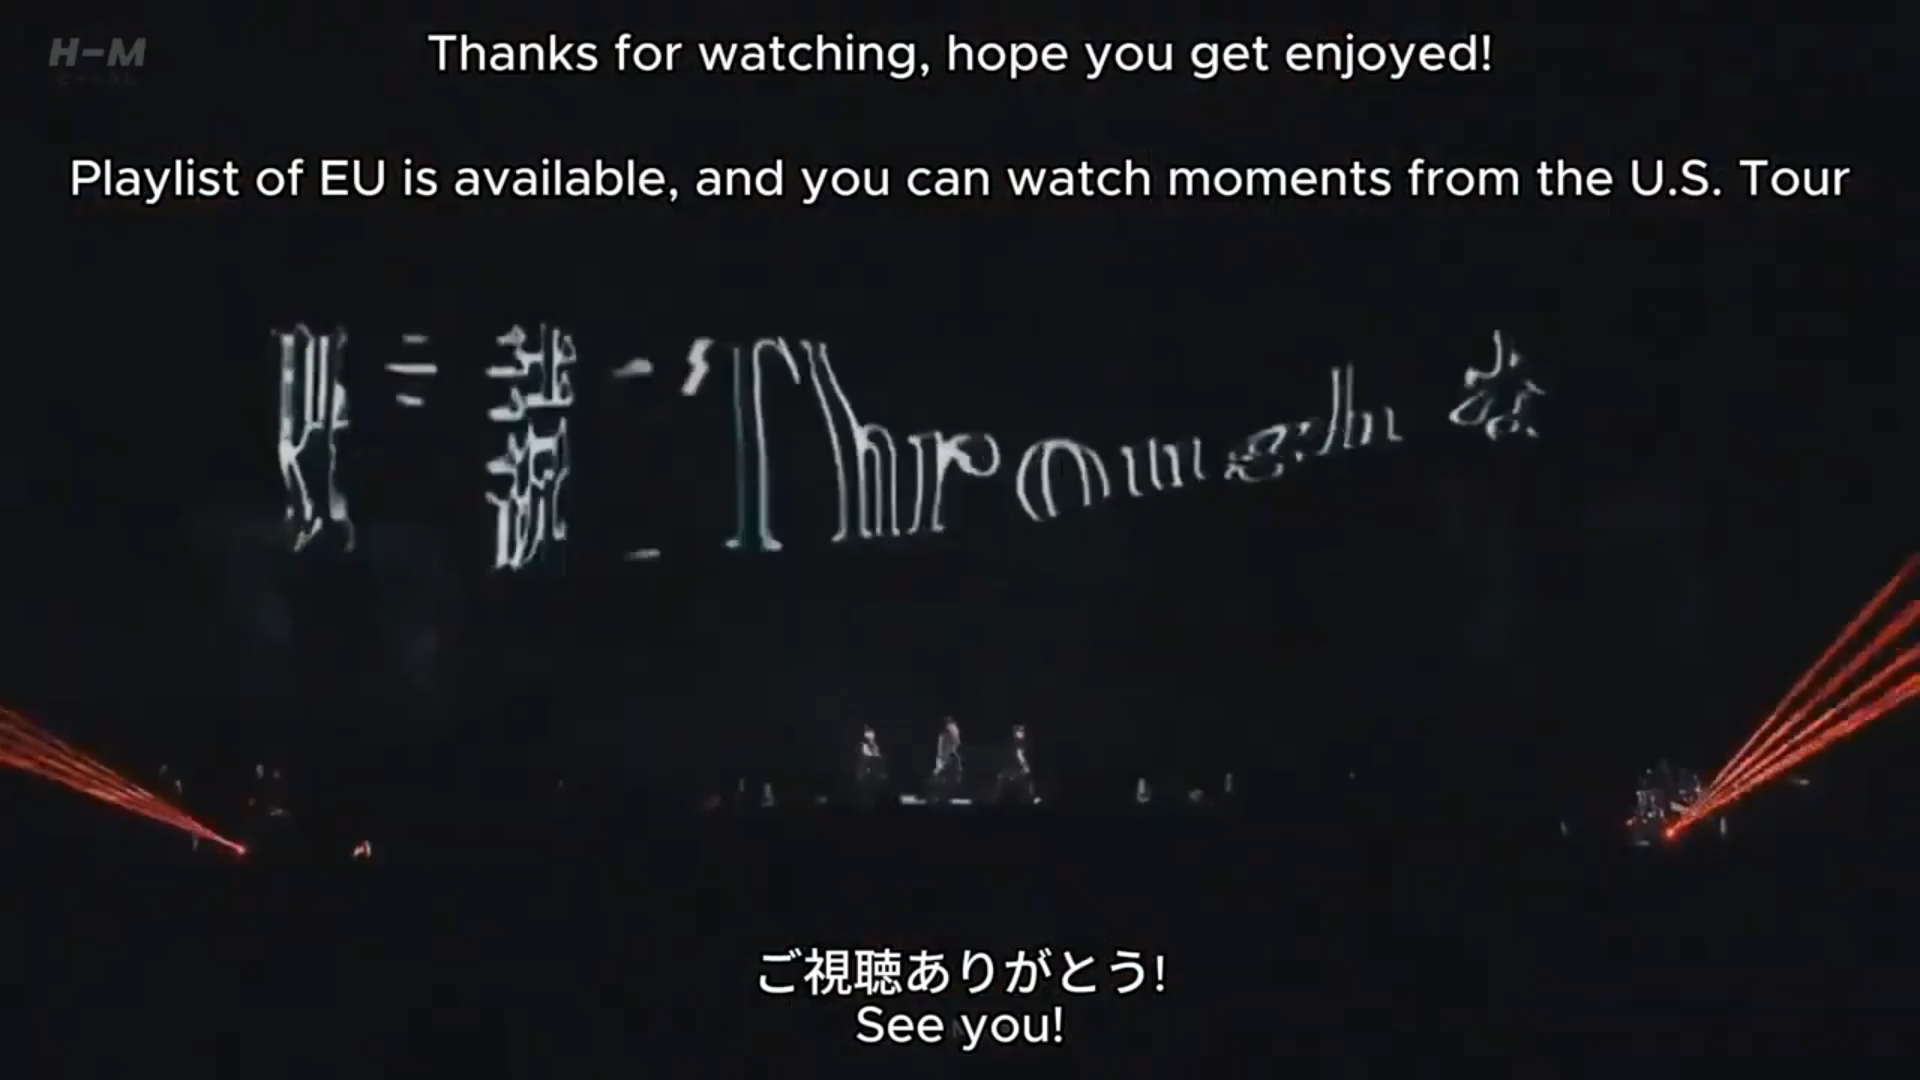 H-M
Thanks for watching, hope you get enjoyed!
Playlist of EU is available, and you can watch moments from the U.S. Tour
Through
ご視聴ありがとう!
See you!